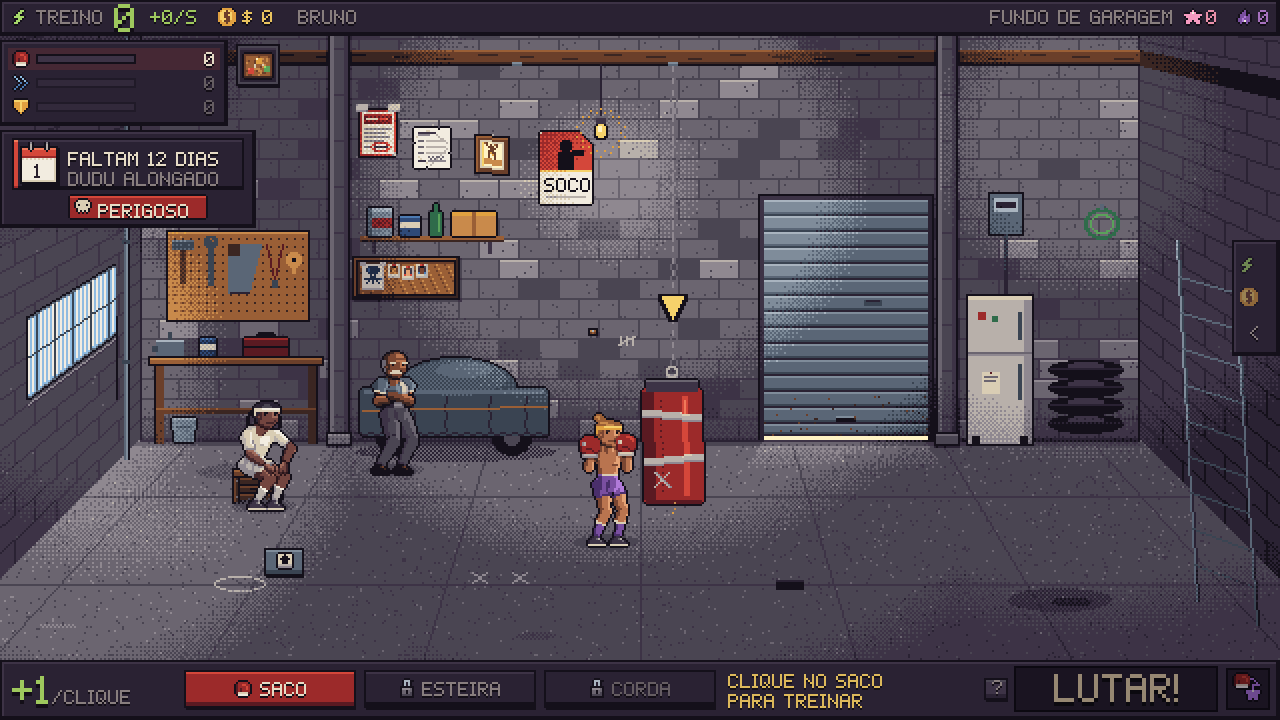 TREINO 0 +0/S $ 0 BRUNO FUNDO DE GARAGEM 0 0
0
0
0
1 FALTAM 12 DIAS
DUDU ALONGADO
PERIGOSO
SOCO
+1/CLIQUE
SACO
ESTEIRA
CORDA
CLIQUE NO SACO
PARA TREINAR
?
LUTAR!